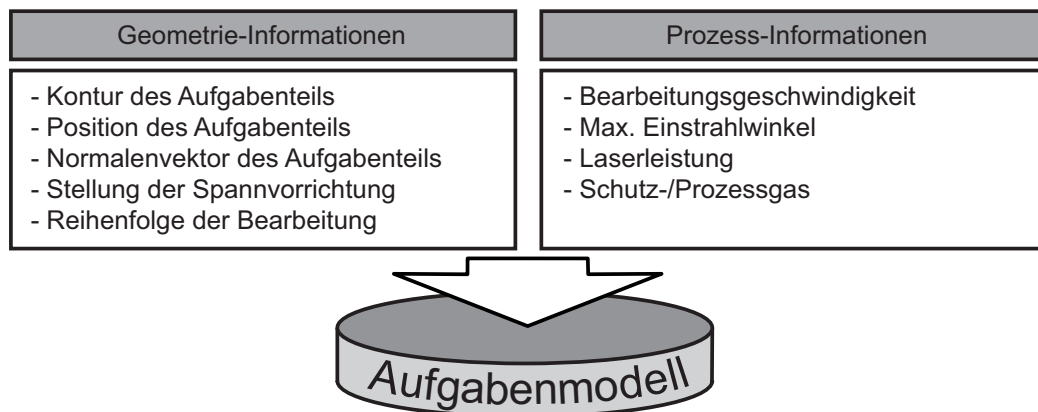 Geometrie-Informationen
- Kontur des Aufgabenteils
- Position des Aufgabenteils
- Normalenvektor des Aufgabenteils
- Stellung der Spannvorrichtung
- Reihenfolge der Bearbeitung
Prozess-Informationen
- Bearbeitungsgeschwindigkeit
- Max. Einstrahlwinkel
- Laserleistung
- Schutz-/Prozessgas
Aufgabenmodell